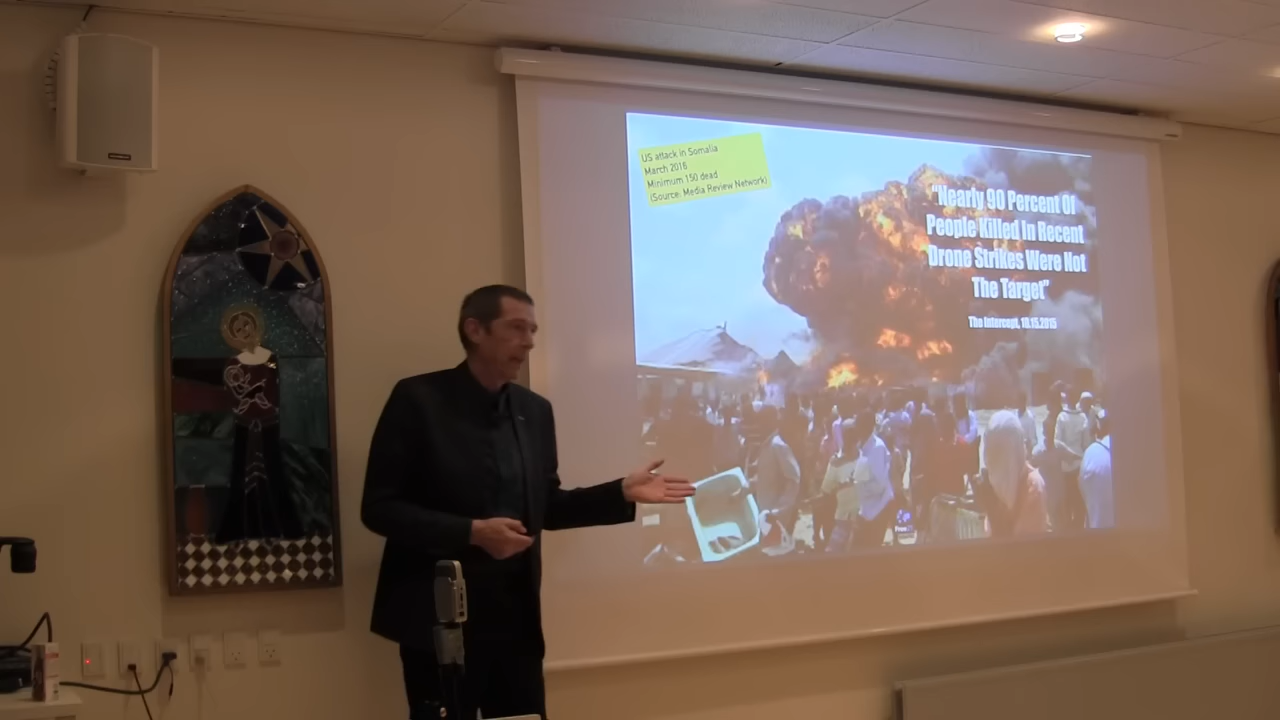 US attack in Somalia
March 2016
Minimum 150 dead
(Source: Media Review Network)
“Nearly 90 Percent Of
People Killed In Recent
Drone Strikes Were Not
The Target”
The Intercept, 10.15.2015